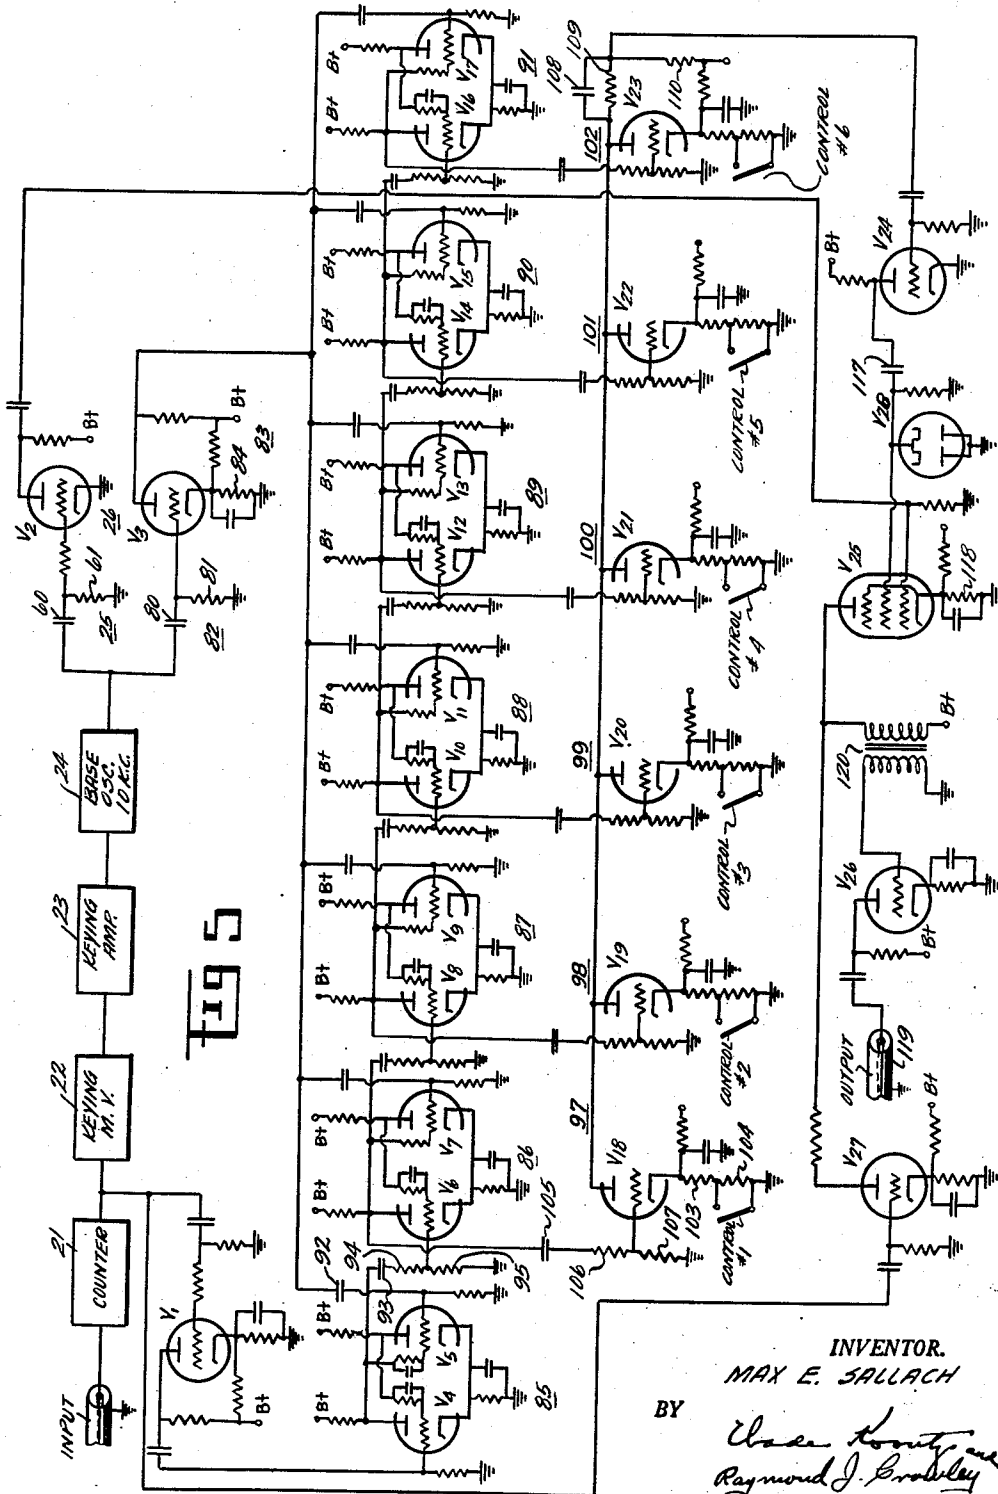 INPUT
21
COUNTER
22
KEYING
M.V.
23
KEYING
AMP.
24
BASE
OSC.
10 K.C.
60
61
25
V2
26
B+
80
81
82
V3
84
83
B+
V1
B+
Fig 5
B+
B+
B+
B+
B+
B+
B+
B+
B+
B+
B+
B+
B+
B+
92
93
94
95
V4
V5
85
V6
V7
86
V8
V9
87
V10
V11
88
V12
V13
89
V14
V15
90
V16
V17
91
105
106
107
103
104
97
V18
CONTROL
#1
98
V19
CONTROL
#2
99
V20
CONTROL
#3
100
V21
CONTROL
#4
101
V22
CONTROL
#5
102
V23
108
109
110
CONTROL
#6
V27
B+
OUTPUT
119
V26
B+
120
B+
V25
118
V28
117
V24
B+
INVENTOR.
MAX E. SALLACH
BY
Wade Koontz and
Raymond J. Crowley